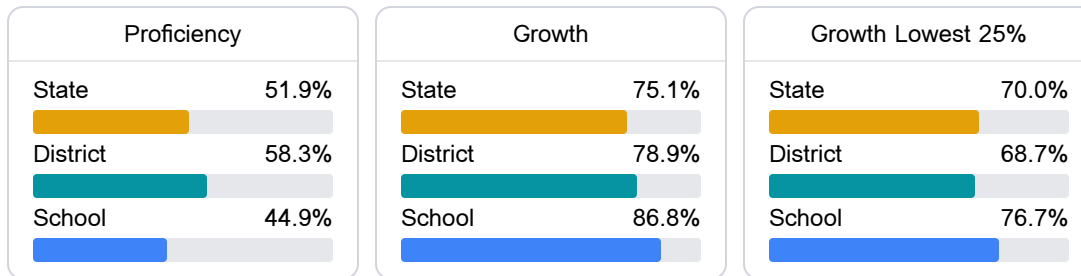 Proficiency
State 51.9%
District 58.3%
School 44.9%
Growth
State 75.1%
District 78.9%
School 86.8%
Growth Lowest 25%
State 70.0%
District 68.7%
School 76.7%